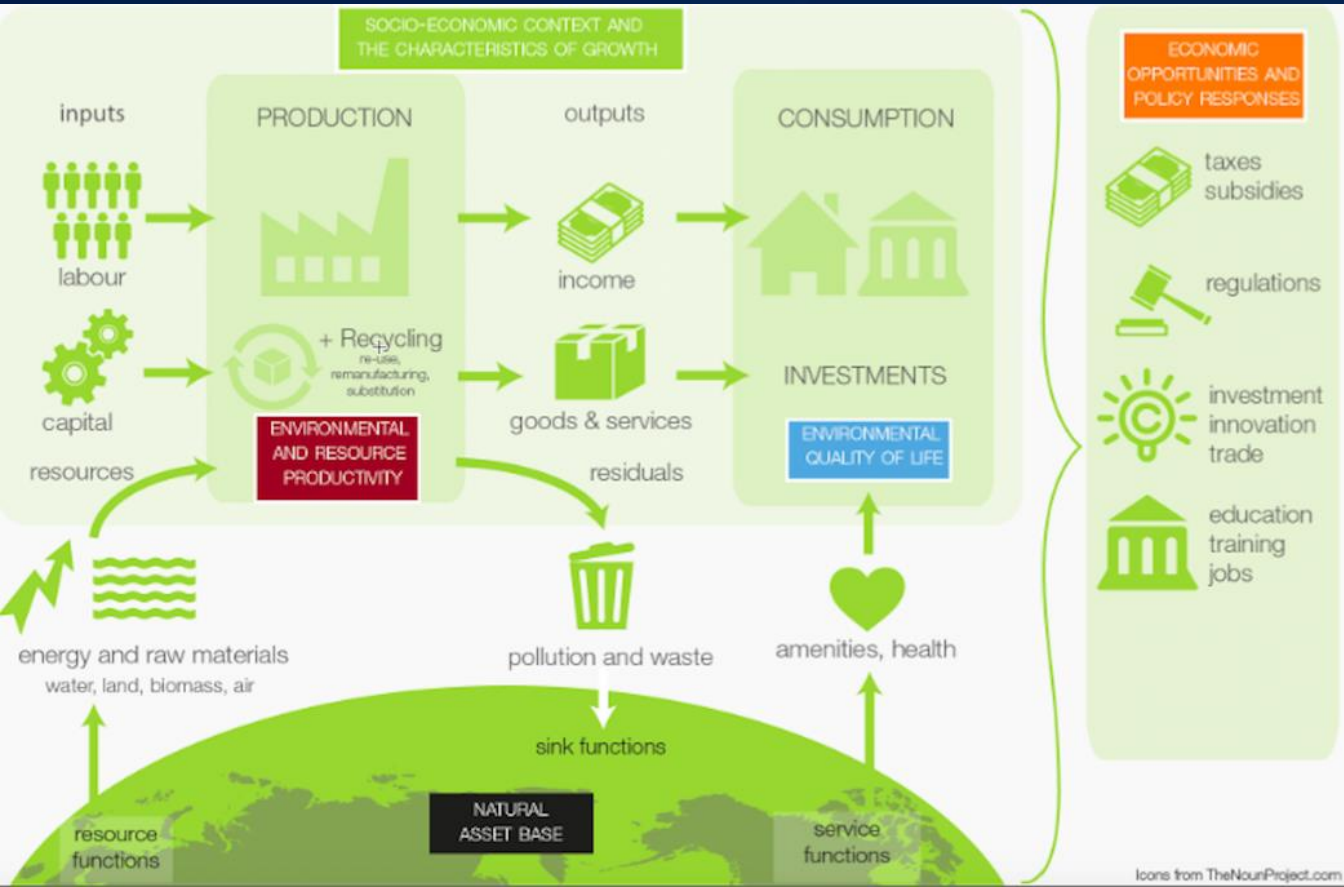 SOCIO-ECONOMIC CONTEXT AND
THE CHARACTERISTICS OF GROWTH
inputs
PRODUCTION
outputs
CONSUMPTION
labour
income
+ Recycling
re-use,
remanufacturing,
substitution
INVESTMENTS
capital
goods & services
ENVIRONMENTAL
AND RESOURCE
PRODUCTIVITY
ENVIRONMENTAL
QUALITY OF LIFE
resources
residuals
energy and raw materials
water, land, biomass, air
pollution and waste
amenities, health
sink functions
NATURAL
ASSET BASE
resource
functions
service
functions
ECONOMIC
OPPORTUNITIES AND
POLICY RESPONSES
taxes
subsidies
regulations
investment
innovation
trade
education
training
jobs
C
Icons from TheNounProject.com